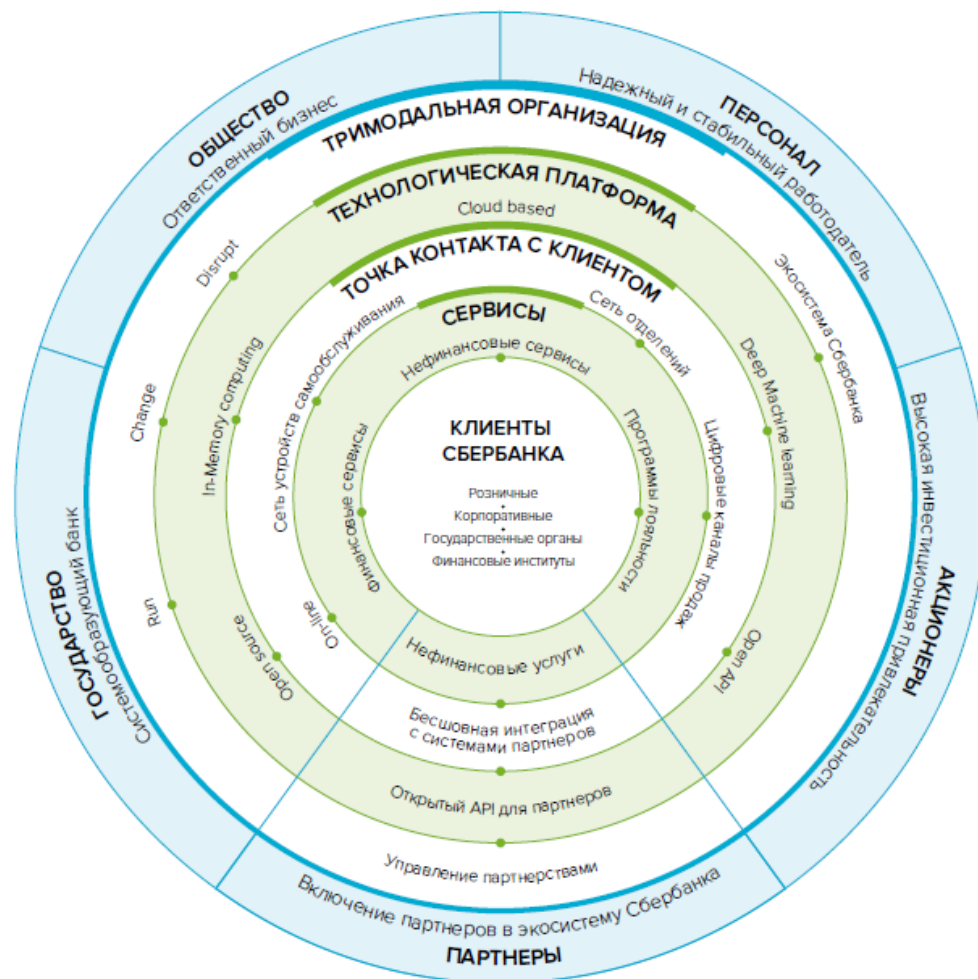 ОБЩЕСТВО
Ответственный бизнес
ПЕРСОНАЛ
Надежный и стабильный работодатель
АКЦИОНЕРЫ
Высокая инвестиционная привлекательность
ПАРТНЕРЫ
Включение партнеров в экосистему Сбербанка
ГОСУДАРСТВО
Системообразующий банк
ТРИМОДАЛЬНАЯ ОРГАНИЗАЦИЯ
Disrupt
Change
Run
Экосистема Сбербанка
Управление партнерствами
ТЕХНОЛОГИЧЕСКАЯ ПЛАТФОРМА
Cloud based
In-Memory computing
Open source
Deep Machine learning
Open API
Открытый API для партнеров
ТОЧКА КОНТАКТА С КЛИЕНТОМ
Сеть устройств самообслуживания
On-line
Сеть отделений
Цифровые каналы продаж
Бесшовная интеграция
с системами партнеров
СЕРВИСЫ
Нефинансовые сервисы
Финансовые сервисы
Программы лояльности
Нефинансовые услуги
КЛИЕНТЫ
СБЕРБАНКА
Розничные
+
Корпоративные
+
Государственные органы
+
Финансовые институты